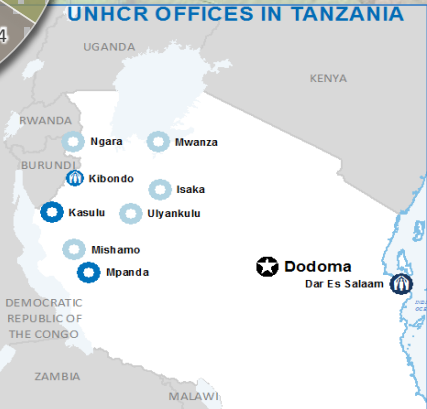 4
UNHCR OFFICES IN TANZANIA
UGANDA
KENYA
RWANDA
Ngara
Mwanza
BURUNDI
Kibondo
Isaka
Kasulu
Ulyankulu
Mishamo
Mpanda
Dodoma
Dar Es Salaam
DEMOCRATIC
REPUBLIC OF
THE CONGO
ZAMBIA
MALAWI